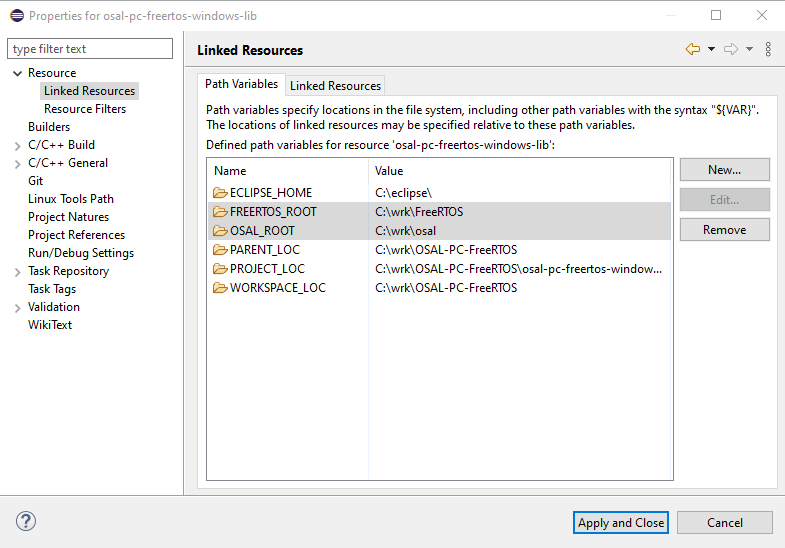 Properties for osal-pc-freertos-windows-lib
type filter text
Resource
Linked Resources
Resource Filters
Builders
C/C++ Build
C/C++ General
Git
Linux Tools Path
Project Natures
Project References
Run/Debug Settings
Task Repository
Task Tags
Validation
WikiText
Linked Resources
Path Variables Linked Resources
Path variables specify locations in the file system, including other path variables with the syntax "${VAR}".
The locations of linked resources may be specified relative to these path variables.
Defined path variables for resource 'osal-pc-freertos-windows-lib':
Name Value
ECLIPSE_HOME C:\eclipse\
FREERTOS_ROOT C:\wrk\FreeRTOS
OSAL_ROOT C:\wrk\osal
PARENT_LOC C:\wrk\OSAL-PC-FreeRTOS
PROJECT_LOC C:\wrk\OSAL-PC-FreeRTOS\osal-pc-freertos-window...
WORKSPACE_LOC C:\wrk\OSAL-PC-FreeRTOS
New...
Edit...
Remove
?
Apply and Close Cancel